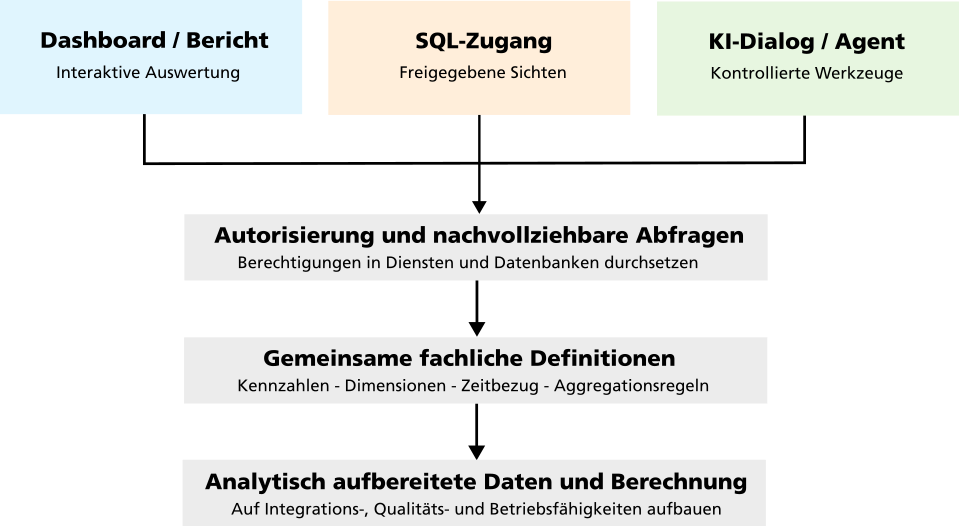 Dashboard / Bericht
Interaktive Auswertung
SQL-Zugang
Freigegebene Sichten
KI-Dialog / Agent
Kontrollierte Werkzeuge
Autorisierung und nachvollziehbare Abfragen
Berechtigungen in Diensten und Datenbanken durchsetzen
Gemeinsame fachliche Definitionen
Kennzahlen - Dimensionen - Zeitbezug - Aggregationsregeln
Analytisch aufbereitete Daten und Berechnung
Auf Integrations-, Qualitäts- und Betriebsfähigkeiten aufbauen